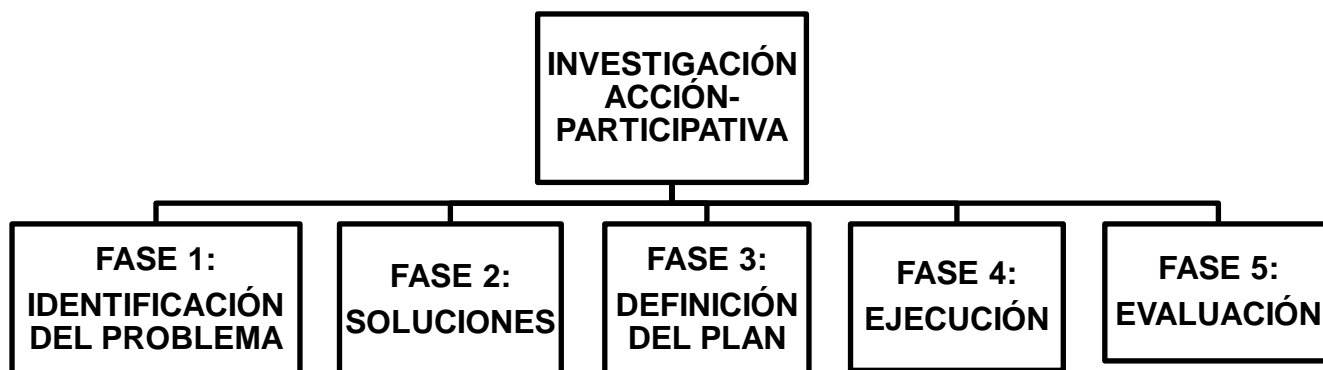 INVESTIGACIÓN
ACCIÓN-
PARTICIPATIVA
FASE 1:
IDENTIFICACIÓN
DEL PROBLEMA
FASE 2:
SOLUCIONES
FASE 3:
DEFINICIÓN
DEL PLAN
FASE 4:
EJECUCIÓN
FASE 5:
EVALUACIÓN